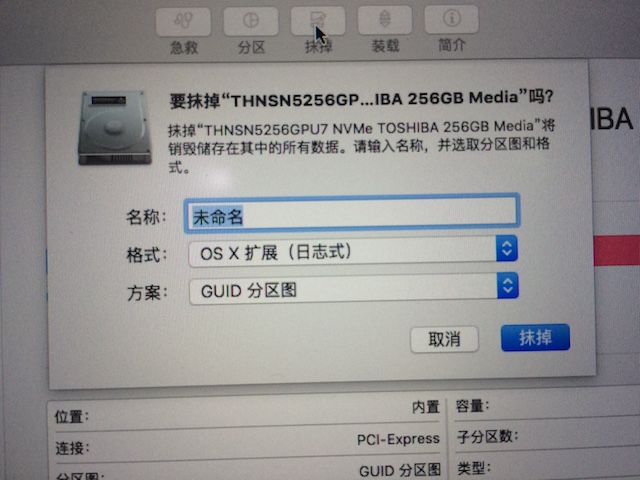 急救 分区 抹掉 装载 简介
要抹掉“THNSN5256GP...IBA 256GB Media”吗?
IBA
抹掉“THNSN5256GPU7 NVMe TOSHIBA 256GB Media”将
销毁储存在其中的所有数据。请输入名称，并选取分区图和格
式。
名称: 未命名
格式: OS X 扩展（日志式）
方案: GUID 分区图
取消 抹掉
位置: 内置 容量:
连接: PCI-Express 子分区数:
分区图: GUID 分区图 类型: